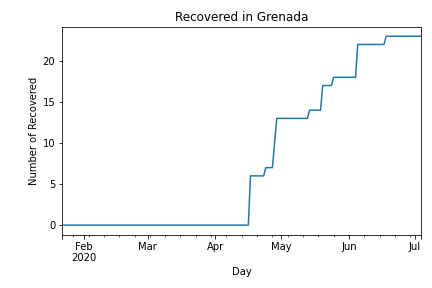 Recovered in Grenada
Number of Recovered
20
15
10
5
0
Feb
2020
Mar
Apr
May
Jun
Jul
Day